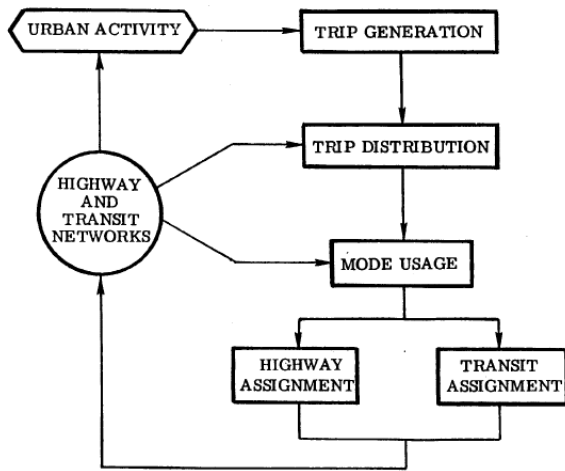 URBAN ACTIVITY
TRIP GENERATION
TRIP DISTRIBUTION
HIGHWAY
AND
TRANSIT
NETWORKS
MODE USAGE
HIGHWAY
ASSIGNMENT
TRANSIT
ASSIGNMENT